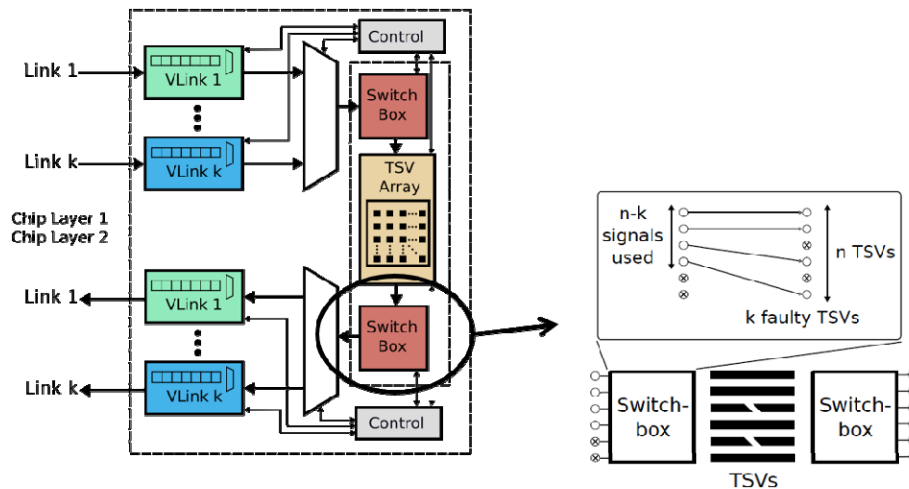 Control
Link 1
VLink 1
Switch
Box
Link k
VLink k
TSV
Array
Chip Layer 1
Chip Layer 2
Link 1
VLink 1
Switch
Box
Link k
VLink k
Control
n-k
signals
used
n TSVs
k faulty TSVs
Switch-
box
Switch-
box
TSVs